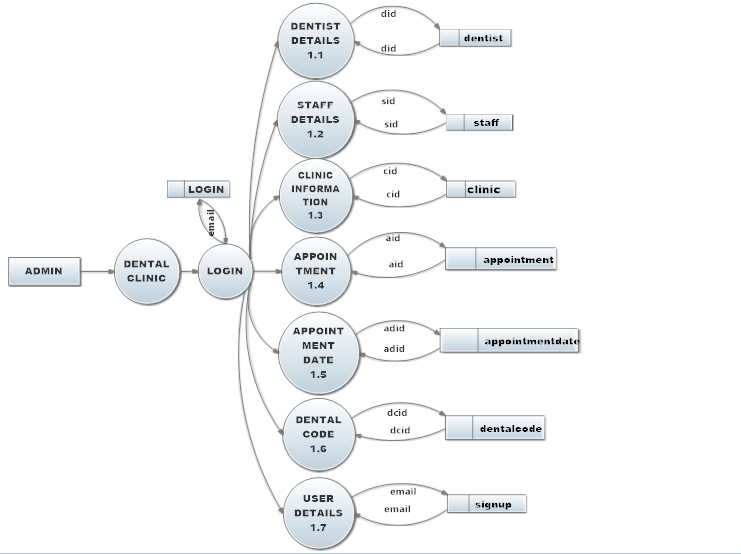 DENTIST
DETAILS
1.1
did
did
dentist
STAFF
DETAILS
1.2
sid
sid
staff
CLINIC
INFORMA
TION
1.3
cid
cid
clinic
LOGIN
email
ADMIN
DENTAL
CLINIC
LOGIN
APPOIN
TMENT
1.4
aid
aid
appointment
APPOINT
MENT
DATE
1.5
adid
adid
appointmentdate
DENTAL
CODE
1.6
dcid
dcid
dentalcode
USER
DETAILS
1.7
email
email
signup